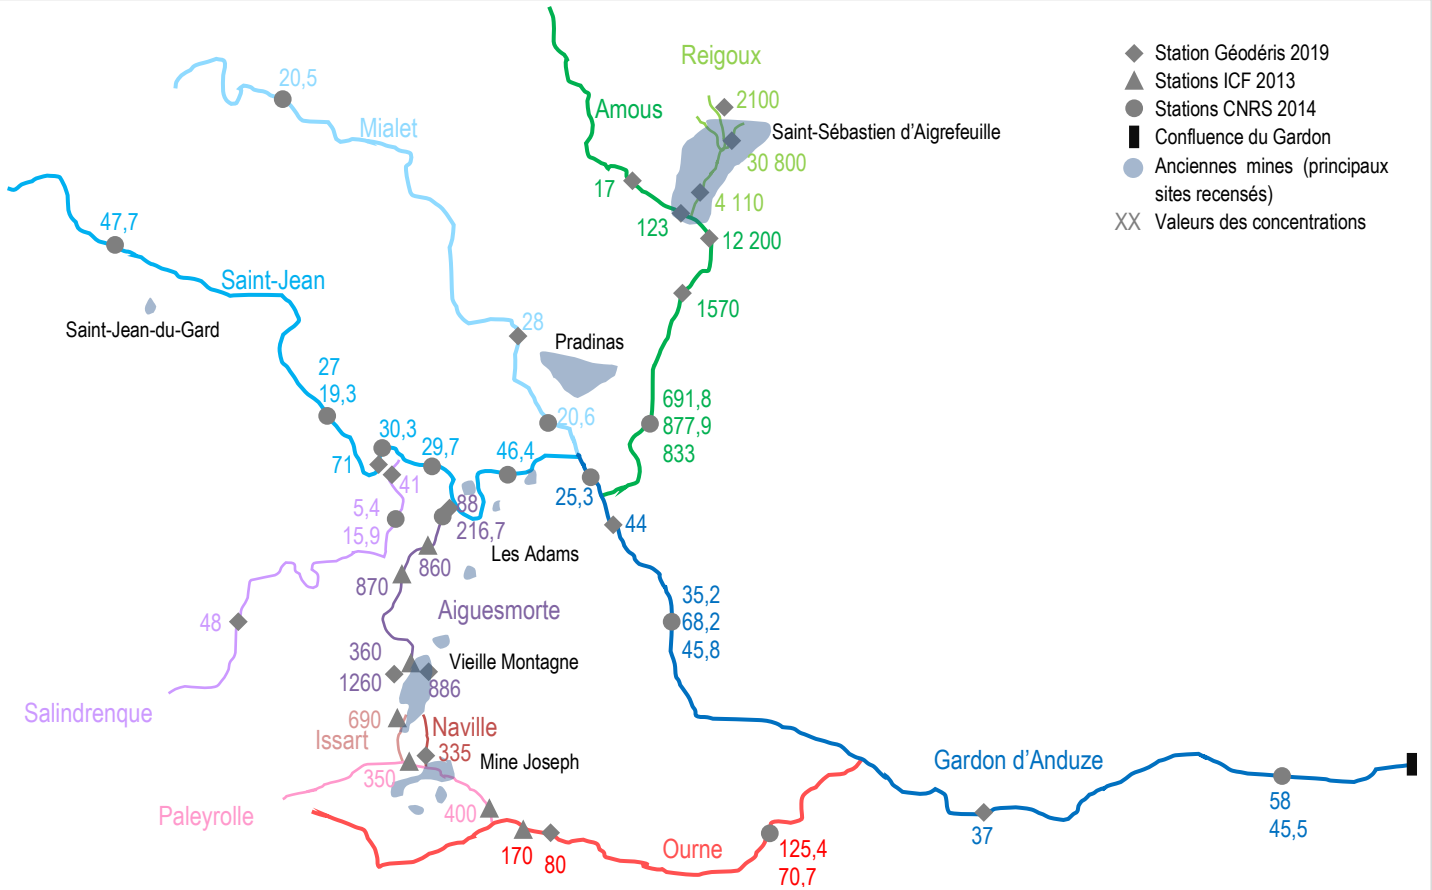 Reigoux
Station Géodéris 2019
Stations ICF 2013
Stations CNRS 2014
Confluence du Gardon
Anciennes mines (principaux
sites recensés)
XX Valeurs des concentrations
20,5
Mialet
Amous
2100
Saint-Sébastien d'Aigrefeuille
30 800
17
4 110
123
12 200
47,7
Saint-Jean
1570
Saint-Jean-du-Gard
28
Pradinas
27
19,3
20,6
691,8
877,9
833
30,3
29,7
46,4
71
41
25,3
5,4
15,9
88
216,7
44
Les Adams
860
870
35,2
68,2
45,8
Aiguesmorte
48
360
1260
Vieille Montagne
886
Salindrenque
690
Issart
Naville
335
Mine Joseph
350
Gardon d'Anduze
Paleyrolle
400
58
45,5
37
170
80
Ourne
125,4
70,7